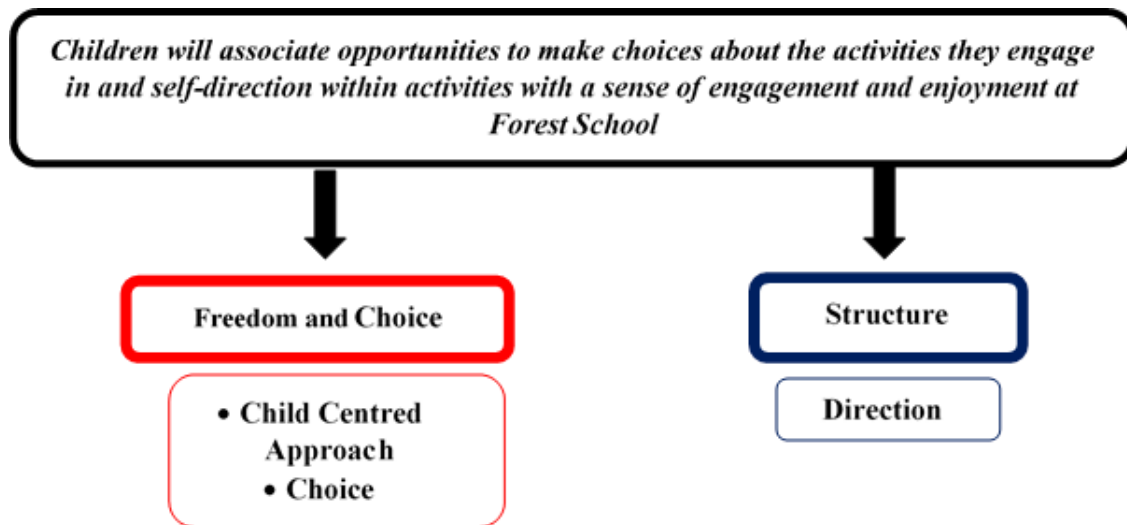 Children will associate opportunities to make choices about the activities they engage
in and self-direction within activities with a sense of engagement and enjoyment at
Forest School
Freedom and Choice
• Child Centred
Approach
• Choice
Structure
Direction